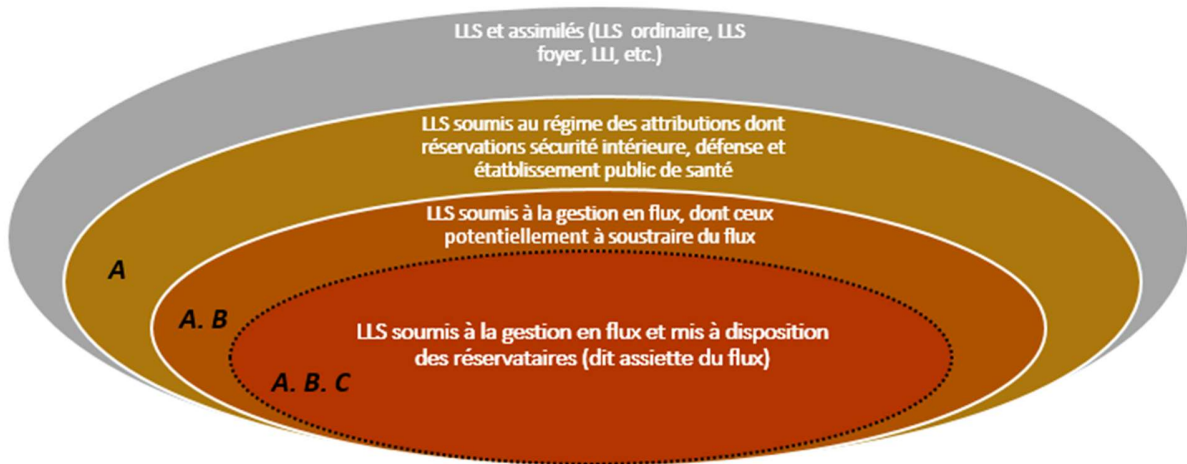 LLS et assimilés (LLS ordinaire, LLS
foyer, LLI, etc.)
LLS soumis au régime des attributions dont
réservations sécurité intérieure, défense et
étatblissement public de santé
LLS soumis à la gestion en flux, dont ceux
potentiellement à soustraire du flux
A
A. B
LLS soumis à la gestion en flux et mis à disposition
des réservataires (dit assiette du flux)
A. B. C